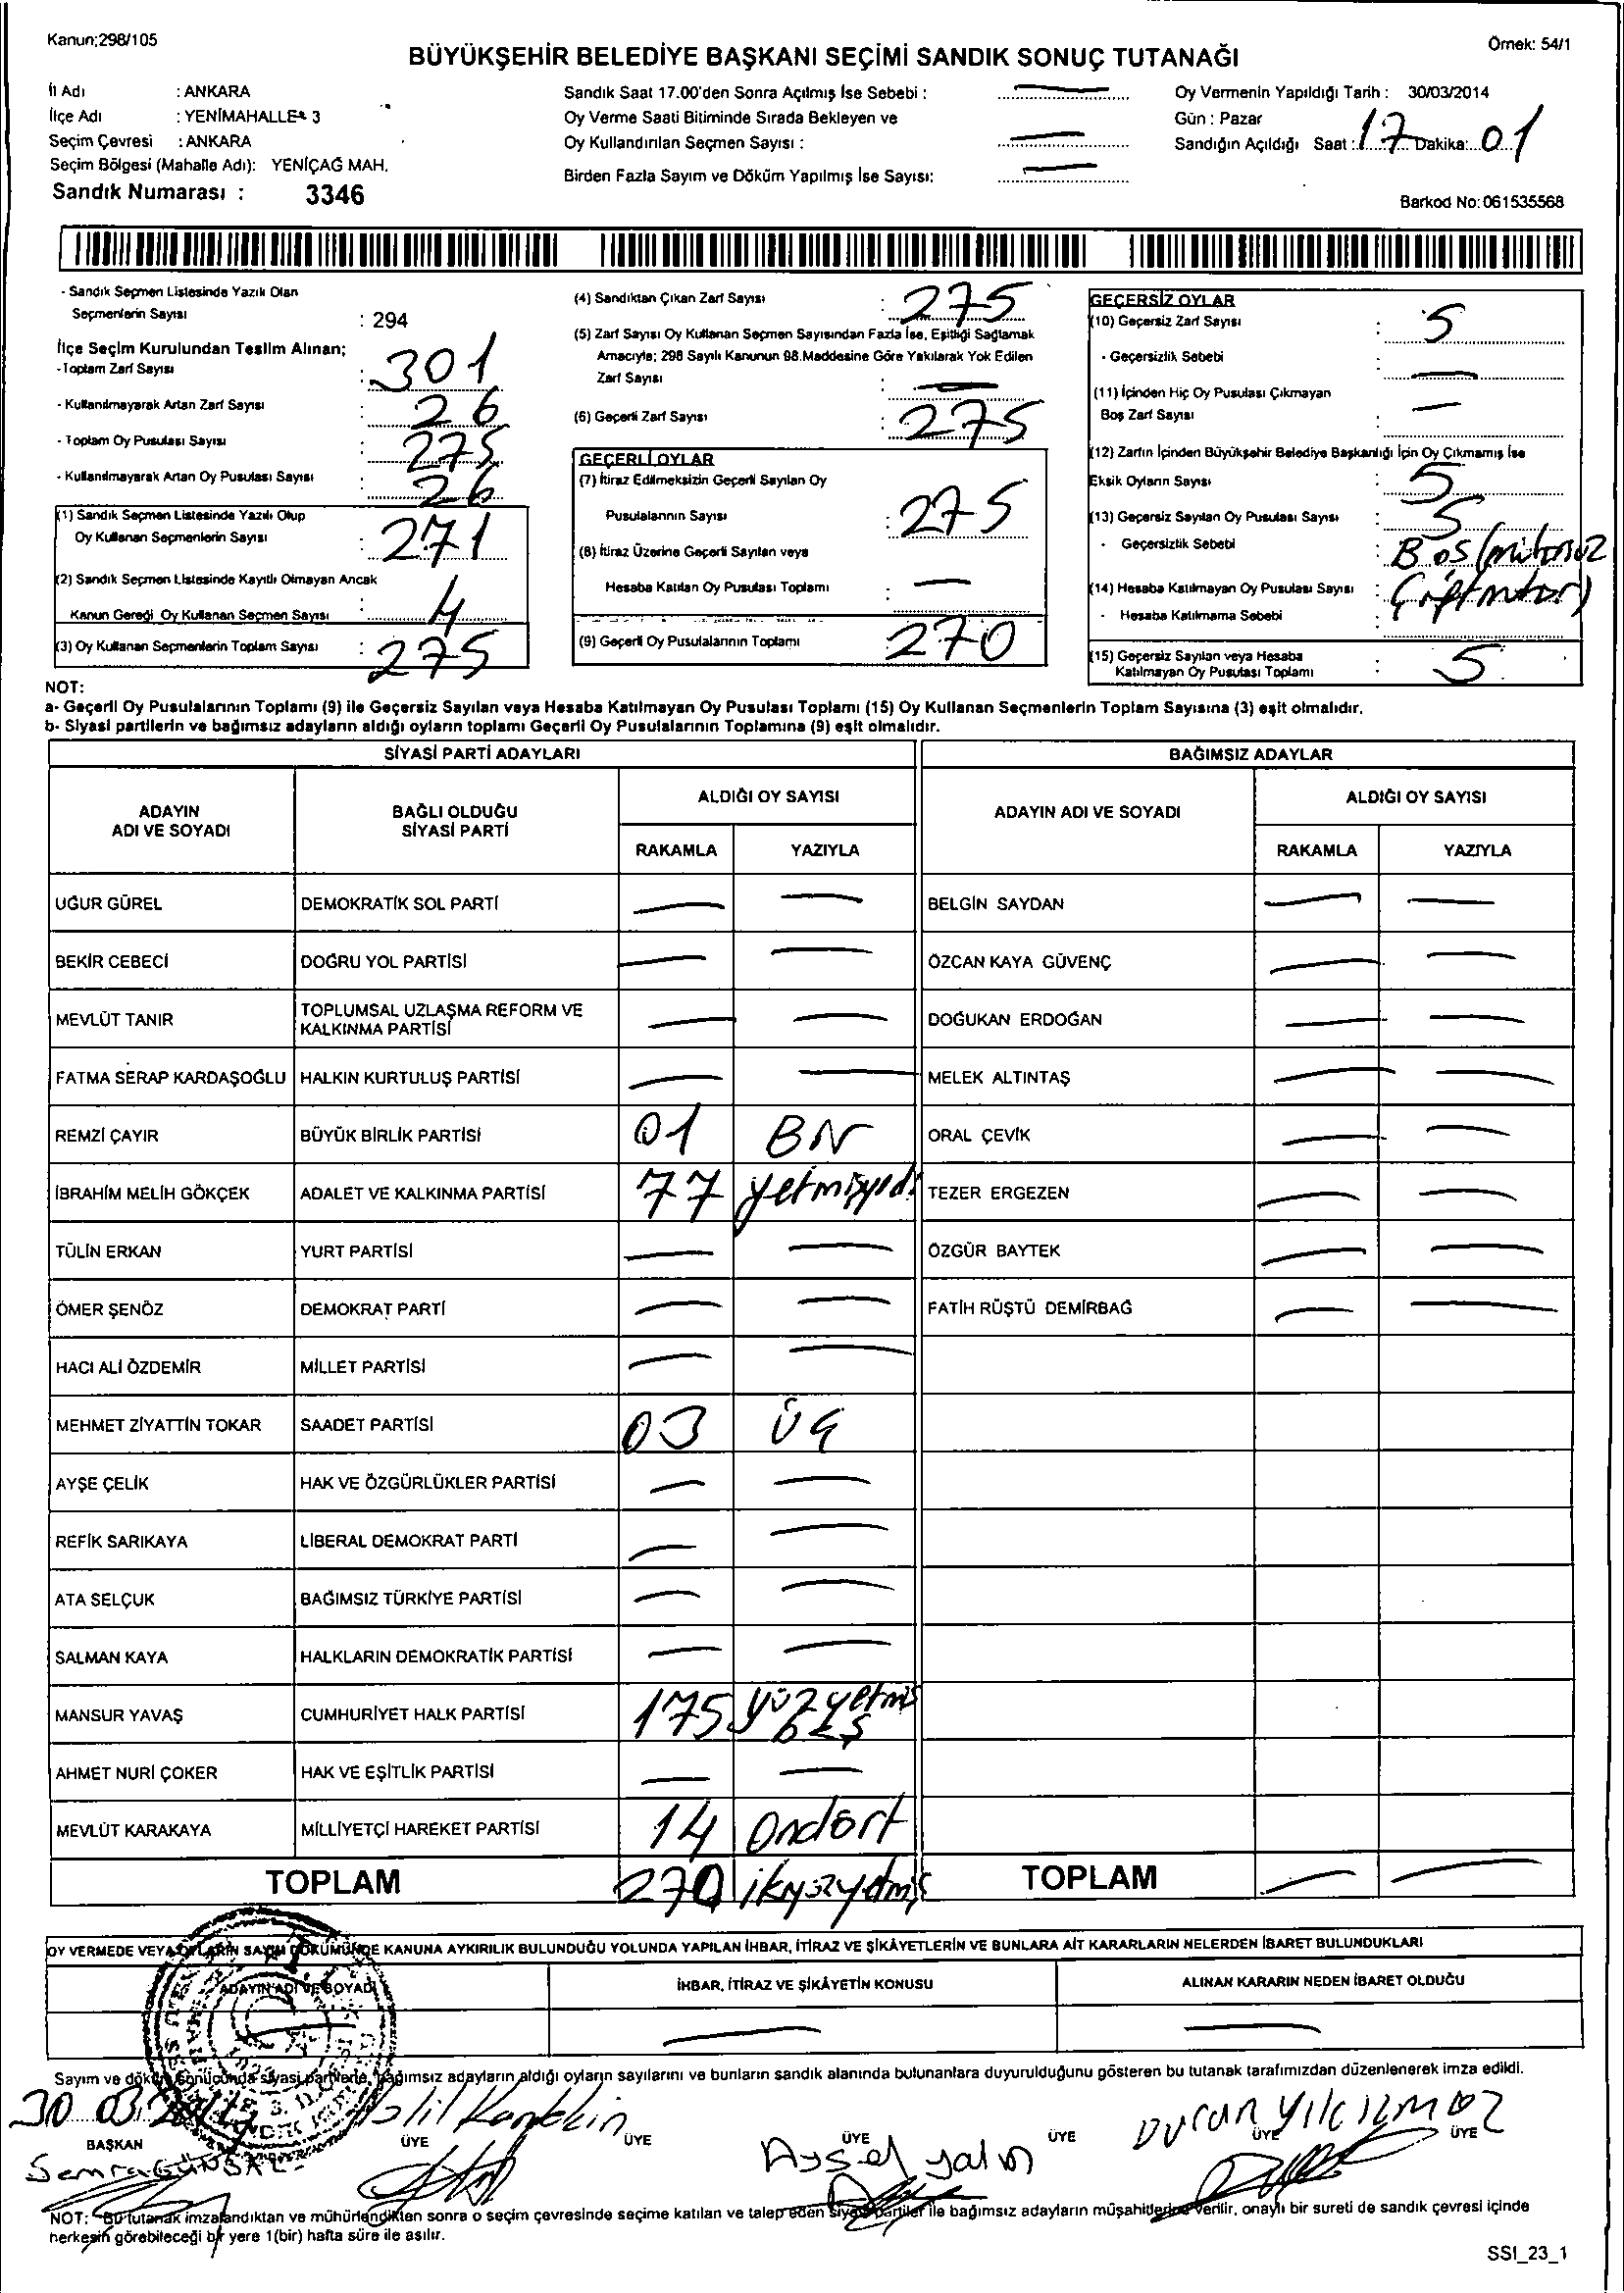 Kanun;298/105
Örnek: 54/1
BÜYÜKŞEHİR BELEDİYE BAŞKANI SEÇİMİ SANDIK SONUÇ TUTANAĞI
İl Adı : ANKARA
İlçe Adı : YENİMAHALLE 3
Seçim Çevresi : ANKARA
Seçim Bölgesi (Mahalle Adı): YENİÇAĞ MAH.
Sandık Numarası : 3346
Sandık Saat 17.00'den Sonra Açılmış İse Sebebi : —
Oy Verme Saati Bitiminde Sırada Bekleyen ve
Oy Kullandırılan Seçmen Sayısı : —
Birden Fazla Sayım ve Döküm Yapılmış İse Sayısı: —
Oy Vermenin Yapıldığı Tarih : 30/03/2014
Gün : Pazar
Sandığın Açıldığı Saat : 17 Dakika: 01
Barkod No: 061535568
- Sandık Seçmen Listesinde Yazılı Olan
Seçmenlerin Sayısı : 294
İlçe Seçim Kurulundan Teslim Alınan;
-Toplam Zarf Sayısı : 301
- Kullanılmayarak Artan Zarf Sayısı : 26
- Toplam Oy Pusulası Sayısı : 275
- Kullanılmayarak Artan Oy Pusulası Sayısı : 26
(1) Sandık Seçmen Listesinde Yazılı Olup
Oy Kullanan Seçmenlerin Sayısı : 271
(2) Sandık Seçmen Listesinde Kayıtlı Olmayan Ancak
Kanun Gereği Oy Kullanan Seçmen Sayısı : 4
(3) Oy Kullanan Seçmenlerin Toplam Sayısı : 275
(4) Sandıktan Çıkan Zarf Sayısı : 275
(5) Zarf Sayısı Oy Kullanan Seçmen Sayısından Fazla İse, Eşitliği Sağlamak
Amacıyla; 298 Sayılı Kanunun 98.Maddesine Göre Yakılarak Yok Edilen
Zarf Sayısı : —
(6) Geçerli Zarf Sayısı : 275
GEÇERLİ OYLAR
(7) İtiraz Edilmeksizin Geçerli Sayılan Oy
Pusulalarının Sayısı : 275
(8) İtiraz Üzerine Geçerli Sayılan veya
Hesaba Katılan Oy Pusulası Toplamı : —
(9) Geçerli Oy Pusulalarının Toplamı : 270
GEÇERSİZ OYLAR
(10) Geçersiz Zarf Sayısı : 5
- Geçersizlik Sebebi : —
(11) İçinden Hiç Oy Pusulası Çıkmayan
Boş Zarf Sayısı : —
(12) Zarfın İçinden Büyükşehir Belediye Başkanlığı İçin Oy Çıkmamış İse
Eksik Oyların Sayısı : 5
(13) Geçersiz Sayılan Oy Pusulası Sayısı : 5
- Geçersizlik Sebebi : Boş
(14) Hesaba Katılmayan Oy Pusulası Sayısı :
- Hesaba Katılmama Sebebi :
(15) Geçersiz Sayılan veya Hesaba
Katılmayan Oy Pusulası Toplamı : 5
NOT:
a- Geçerli Oy Pusulalarının Toplamı (9) ile Geçersiz Sayılan veya Hesaba Katılmayan Oy Pusulası Toplamı (15) Oy Kullanan Seçmenlerin Toplam Sayısına (3) eşit olmalıdır.
b- Siyasi partilerin ve bağımsız adayların aldığı oyların toplamı Geçerli Oy Pusulalarının Toplamına (9) eşit olmalıdır.
SİYASİ PARTİ ADAYLARI BAĞIMSIZ ADAYLAR
ADAYIN ADI VE SOYADI BAĞLI OLDUĞU SİYASİ PARTİ ALDIĞI OY SAYISI ADAYIN ADI VE SOYADI ALDIĞI OY SAYISI
RAKAMLA YAZIYLA RAKAMLA YAZIYLA
UĞUR GÜREL DEMOKRATİK SOL PARTİ — — BELGİN SAYDAN — —
BEKİR CEBECİ DOĞRU YOL PARTİSİ — — ÖZCAN KAYA GÜVENÇ — —
MEVLÜT TANIR TOPLUMSAL UZLAŞMA REFORM VE KALKINMA PARTİSİ — — DOĞUKAN ERDOĞAN — —
FATMA SERAP KARDAŞOĞLU HALKIN KURTULUŞ PARTİSİ — — MELEK ALTINTAŞ — —
REMZİ ÇAYIR BÜYÜK BİRLİK PARTİSİ 01 BİR ORAL ÇEVİK — —
İBRAHİM MELİH GÖKÇEK ADALET VE KALKINMA PARTİSİ 77 yetmişyedi TEZER ERGEZEN — —
TÜLİN ERKAN YURT PARTİSİ — — ÖZGÜR BAYTEK — —
ÖMER ŞENÖZ DEMOKRAT PARTİ — — FATİH RÜŞTÜ DEMİRBAĞ — —
HACI ALİ ÖZDEMİR MİLLET PARTİSİ — —
MEHMET ZİYATTİN TOKAR SAADET PARTİSİ 03 ÜÇ
AYŞE ÇELİK HAK VE ÖZGÜRLÜKLER PARTİSİ — —
REFİK SARIKAYA LİBERAL DEMOKRAT PARTİ — —
ATA SELÇUK BAĞIMSIZ TÜRKİYE PARTİSİ — —
SALMAN KAYA HALKLARIN DEMOKRATİK PARTİSİ — —
MANSUR YAVAŞ CUMHURİYET HALK PARTİSİ 175 yüzyetmiş beş
AHMET NURİ ÇOKER HAK VE EŞİTLİK PARTİSİ — —
MEVLÜT KARAKAYA MİLLİYETÇİ HAREKET PARTİSİ 14 Ondört
TOPLAM 270 ikiyüzyetmiş TOPLAM — —
OY VERMEDE VEYA OYLARIN SAYIM DÖKÜMÜNDE KANUNA AYKIRILIK BULUNDUĞU YOLUNDA YAPILAN İHBAR, İTİRAZ VE ŞİKÂYETLERİN VE BUNLARA AİT KARARLARIN NELERDEN İBARET BULUNDUKLARI
ADAYIN ADI VE SOYADI İHBAR, İTİRAZ VE ŞİKÂYETİN KONUSU ALINAN KARARIN NEDEN İBARET OLDUĞU
— — —
Sayım ve döküm sonucunda siyasi partilerle, bağımsız adayların aldığı oyların sayılarını ve bunların sandık alanında bulunanlara duyurulduğunu gösteren bu tutanak tarafımızdan düzenlenerek imza edildi.
30 03
BAŞKAN ÜYE ÜYE ÜYE ÜYE ÜYE ÜYE
Semra Aysel Yalın Duran Yılçılmaz
NOT: Bu tutanak imzalandıktan ve mühürlendikten sonra o seçim çevresinde seçime katılan ve talep eden siyasi partiler ile bağımsız adayların müşahitlerine verilir, onaylı bir sureti de sandık çevresi içinde
herkesin görebileceği bir yere 1(bir) hafta süre ile asılır.
SSI_23_1